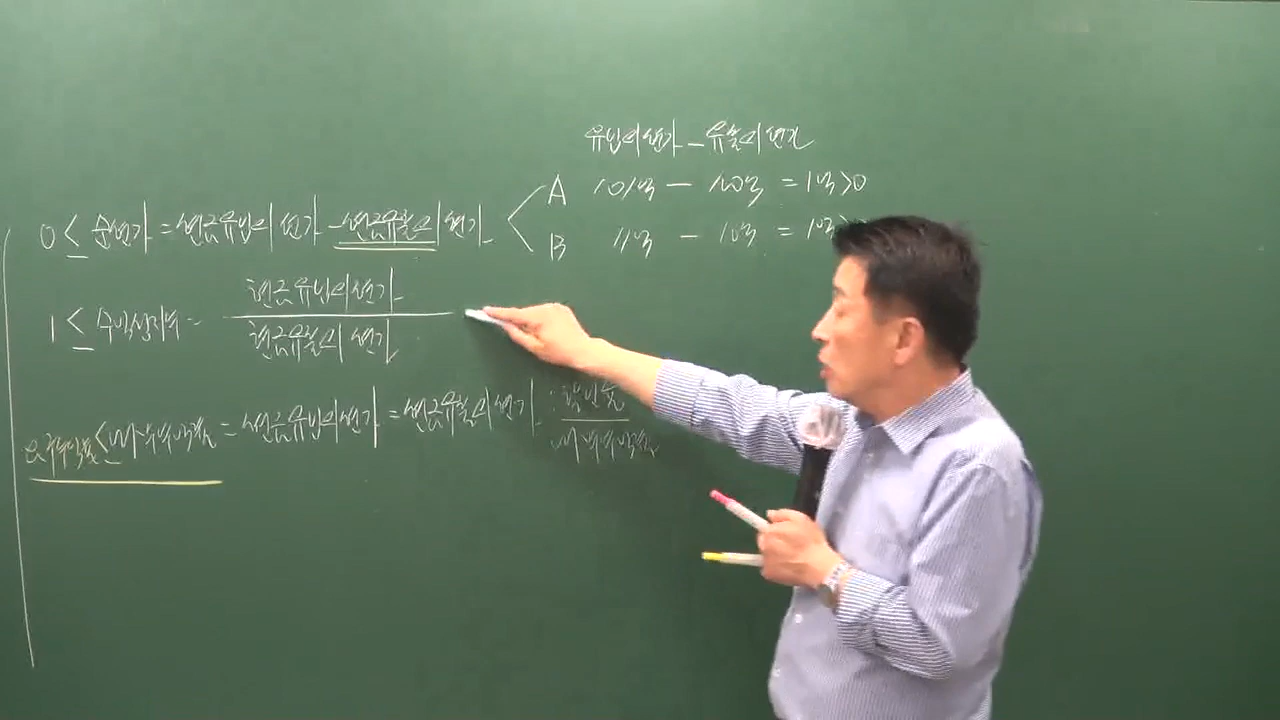 유입의현가 - 유출의현가
A 101억 - 100억 = 1억>0
0 ≤ 순현가 = 현금유입의 현가 - 현금유출의 현가
B 11억 - 10억 = 1억>
현금유입의현가
1 ≤ 수익성지수 =
현금유출의 현가
요구수익률 ≤ 내부수익률 = 현금유입의현가 = 현금유출의 현가 : 할인율
내부수익률